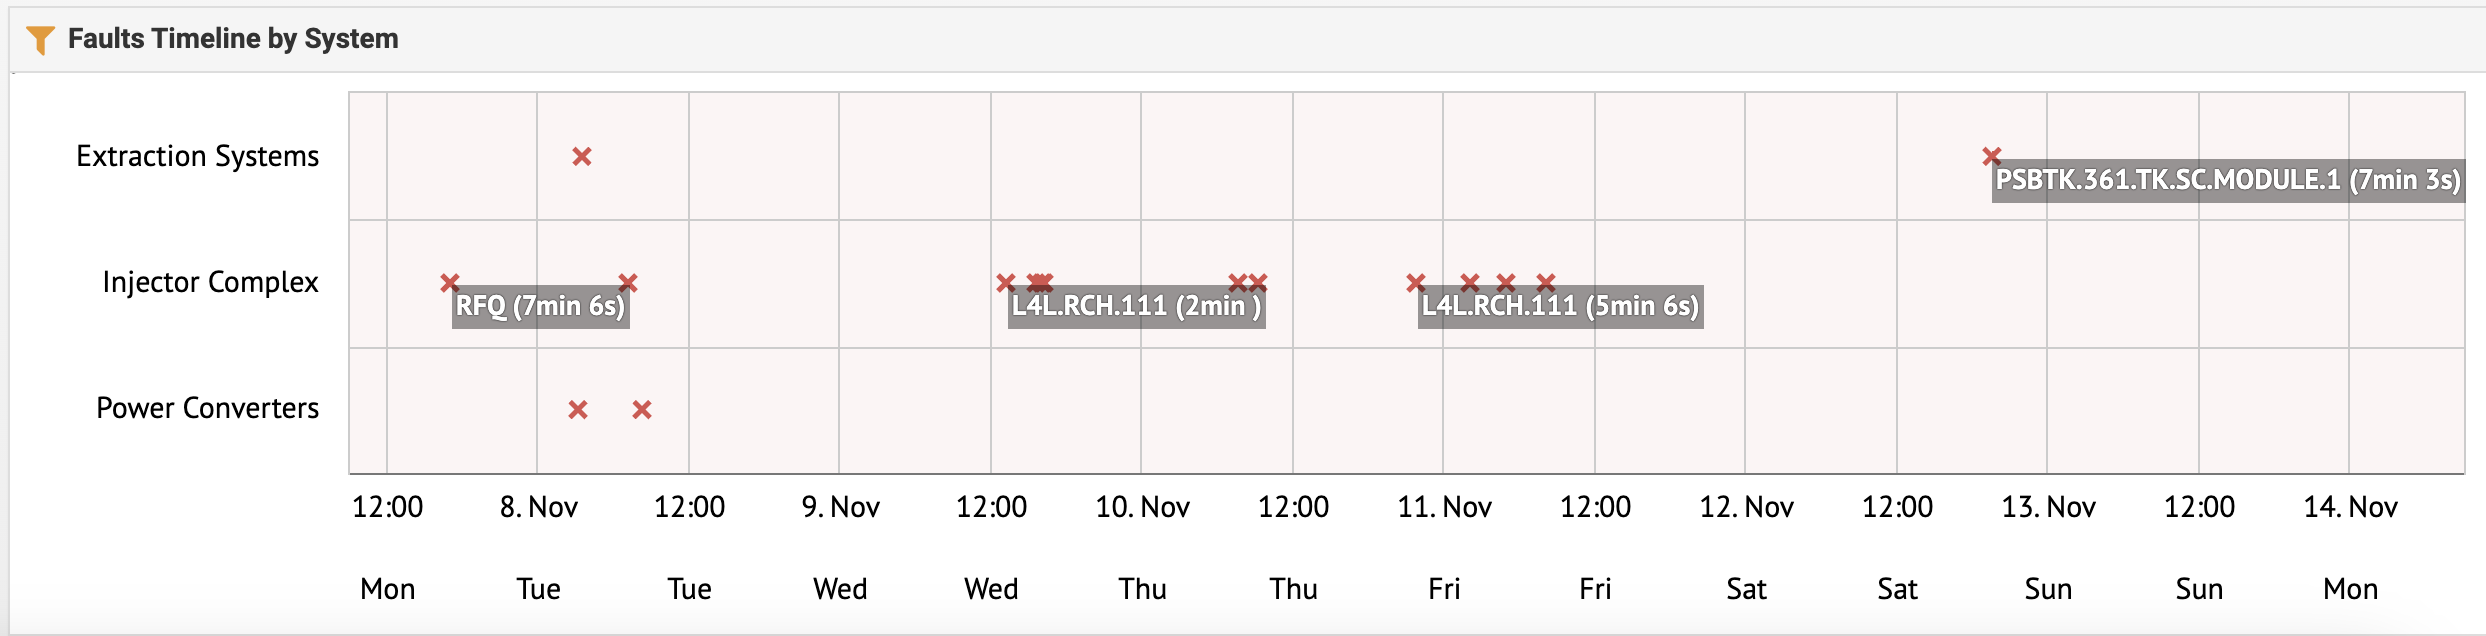 Faults Timeline by System
Extraction Systems
PSBTK.361.TK.SC.MODULE.1 (7min 3s)
Injector Complex
RFQ (7min 6s)
L4L.RCH.111 (2min )
L4L.RCH.111 (5min 6s)
Power Converters
12:00 8. Nov 12:00 9. Nov 12:00 10. Nov 12:00 11. Nov 12:00 12. Nov 12:00 13. Nov 12:00 14. Nov
Mon Tue Tue Wed Wed Thu Thu Fri Fri Sat Sat Sun Sun Mon